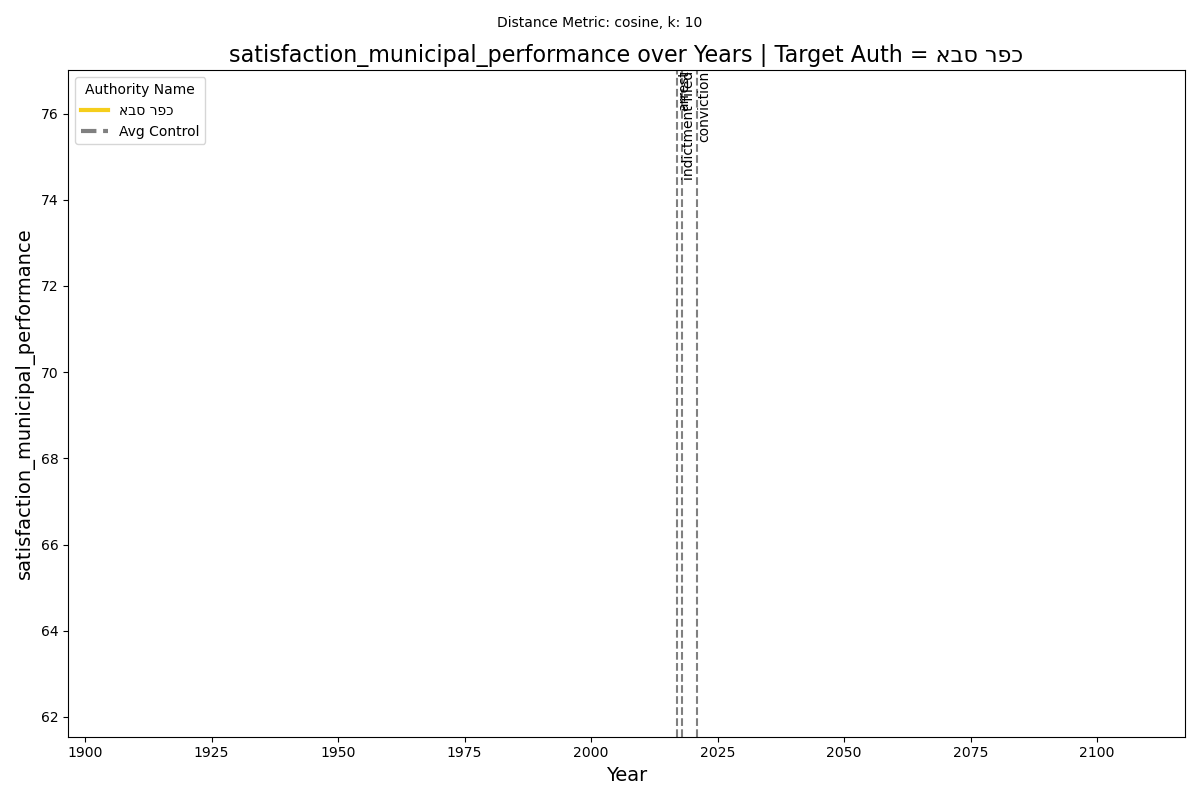 Distance Metric: cosine, k: 10
satisfaction_municipal_performance over Years | Target Auth = כפר סבא
Authority Name
כפר סבא
Avg Control
arrest
indictment filed
conviction
satisfaction_municipal_performance
76
74
72
70
68
66
64
62
1900 1925 1950 1975 2000 2025 2050 2075 2100
Year